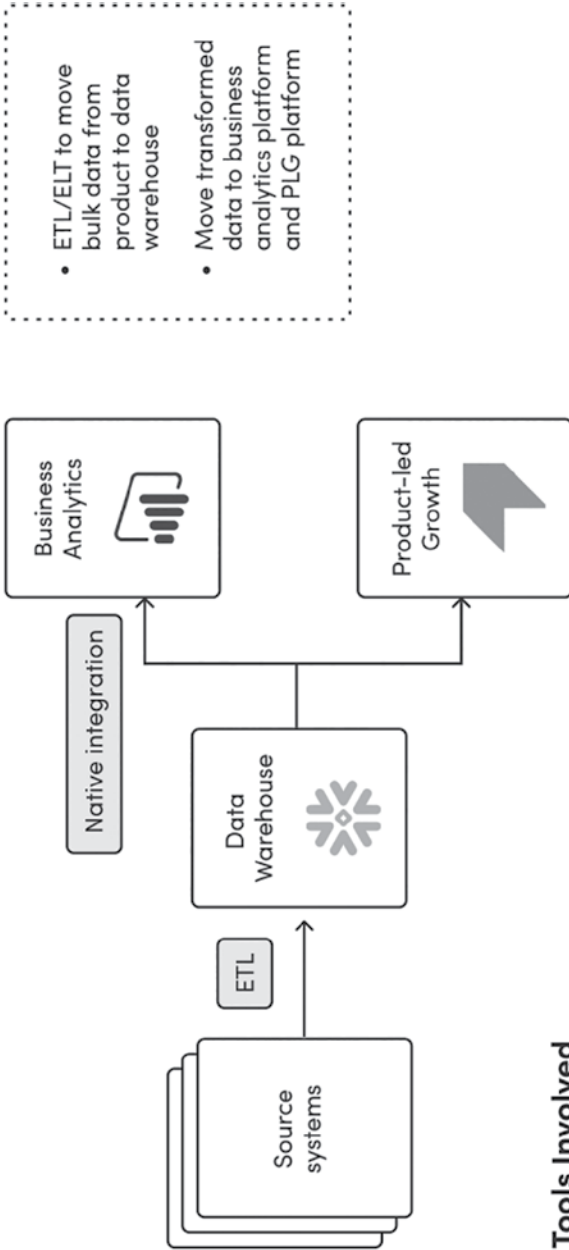 Source
systems
ETL
Data
Warehouse
Native integration
Business
Analytics
Product-led
Growth
• ETL/ELT to move
bulk data from
product to data
warehouse
• Move transformed
data to business
analytics platform
and PLG platform
Tools Involved